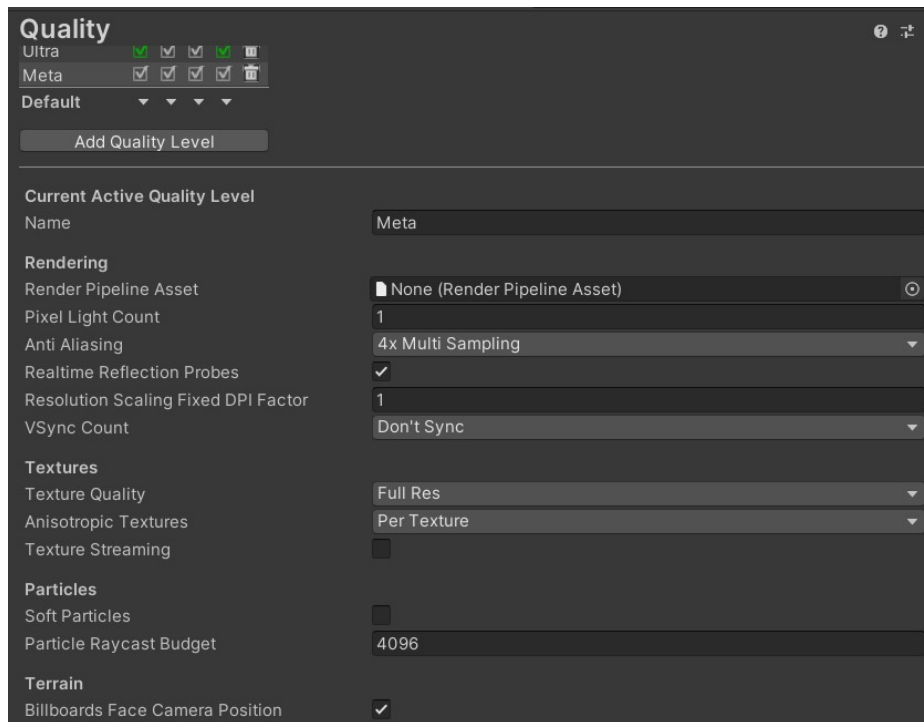 Quality
Ultra
Meta
Default
Add Quality Level
Current Active Quality Level
Name Meta
Rendering
Render Pipeline Asset None (Render Pipeline Asset)
Pixel Light Count 1
Anti Aliasing 4x Multi Sampling
Realtime Reflection Probes
Resolution Scaling Fixed DPI Factor 1
VSync Count Don't Sync
Textures
Texture Quality Full Res
Anisotropic Textures Per Texture
Texture Streaming
Particles
Soft Particles
Particle Raycast Budget 4096
Terrain
Billboards Face Camera Position